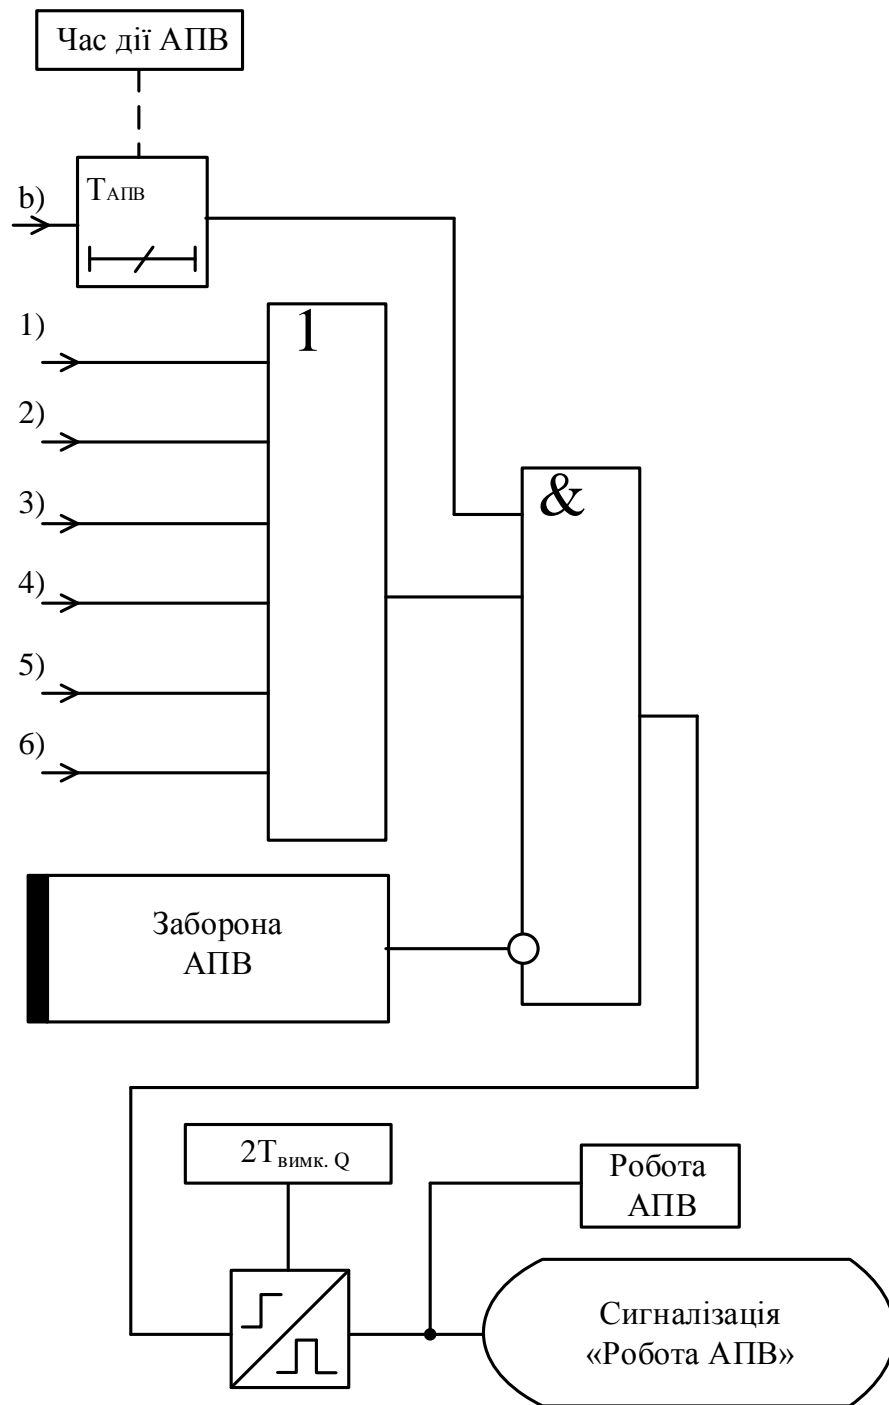 Час дії АПВ
b)
TАПВ
1)
1
2)
3)
&
4)
5)
6)
Заборона
АПВ
2Tвимк. Q
Робота
АПВ
Сигналізація
«Робота АПВ»